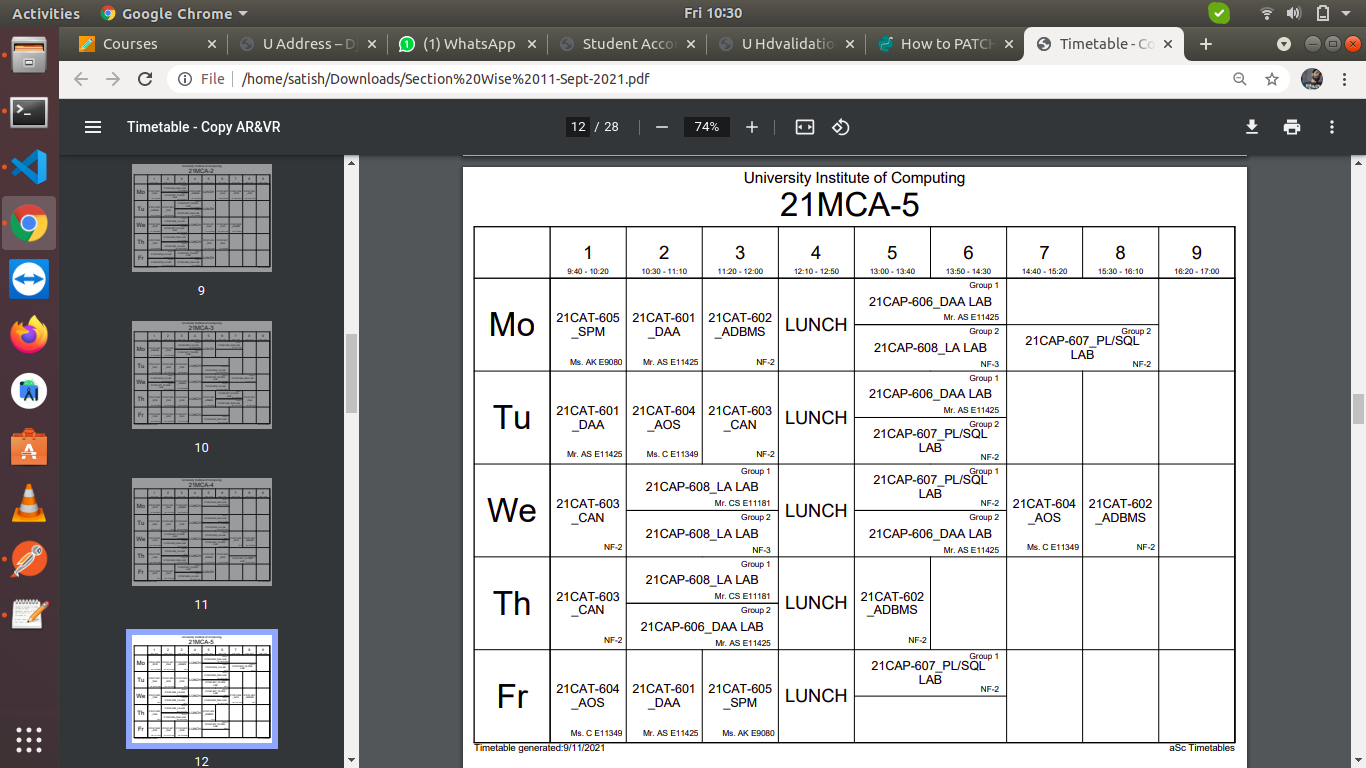 Activities
Google Chrome
Fri 10:30
Courses
U Address – D
(1) WhatsApp
Student Acco
U Hdvalidatio
How to PATCH
Timetable - Co
File
/home/satish/Downloads/Section%20Wise%2011-Sept-2021.pdf
Timetable - Copy AR&VR
12 / 28
74%
21MCA-2
9
21MCA-3
10
21MCA-4
11
21MCA-5
12
University Institute of Computing
21MCA-5
1 2 3 4 5 6 7 8 9
9:40 - 10:20 10:30 - 11:10 11:20 - 12:00 12:10 - 12:50 13:00 - 13:40 13:50 - 14:30 14:40 - 15:20 15:30 - 16:10 16:20 - 17:00
Mo
21CAT-605
_SPM
Ms. AK E9080
21CAT-601
_DAA
Mr. AS E11425
21CAT-602
_ADBMS
NF-2
LUNCH
Group 1
21CAP-606_DAA LAB
Mr. AS E11425
Group 2
21CAP-608_LA LAB
NF-3
Group 2
21CAP-607_PL/SQL
LAB
NF-2
Tu
21CAT-601
_DAA
Mr. AS E11425
21CAT-604
_AOS
Ms. C E11349
21CAT-603
_CAN
NF-2
LUNCH
Group 1
21CAP-606_DAA LAB
Mr. AS E11425
Group 2
21CAP-607_PL/SQL
LAB
NF-2
We
21CAT-603
_CAN
NF-2
Group 1
21CAP-608_LA LAB
Mr. CS E11181
Group 2
21CAP-608_LA LAB
NF-3
LUNCH
Group 1
21CAP-607_PL/SQL
LAB
NF-2
Group 2
21CAP-606_DAA LAB
Mr. AS E11425
21CAT-604
_AOS
Ms. C E11349
21CAT-602
_ADBMS
NF-2
Th
21CAT-603
_CAN
NF-2
Group 1
21CAP-608_LA LAB
Mr. CS E11181
Group 2
21CAP-606_DAA LAB
Mr. AS E11425
LUNCH
21CAT-602
_ADBMS
NF-2
Fr
21CAT-604
_AOS
Ms. C E11349
21CAT-601
_DAA
Mr. AS E11425
21CAT-605
_SPM
Ms. AK E9080
LUNCH
Group 1
21CAP-607_PL/SQL
LAB
NF-2
Timetable generated:9/11/2021
aSc Timetables